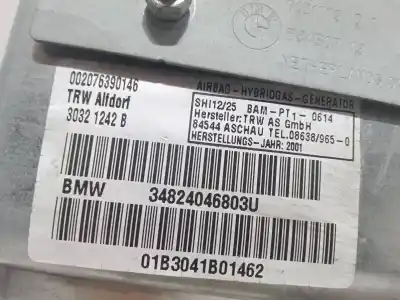 002076390146
TRW Alfdorf
3032 1242 B
AIRBAG - HYBRIDGAS - GENERATOR
SHI12/25 BAM-PT1-0614
Hersteller: TRW AS GmbH
84544 ASCHAU TEL.08638/965-0
HERSTELLUNGS-JAHR: 2001
BMW 34824046803U
01B3041B01462